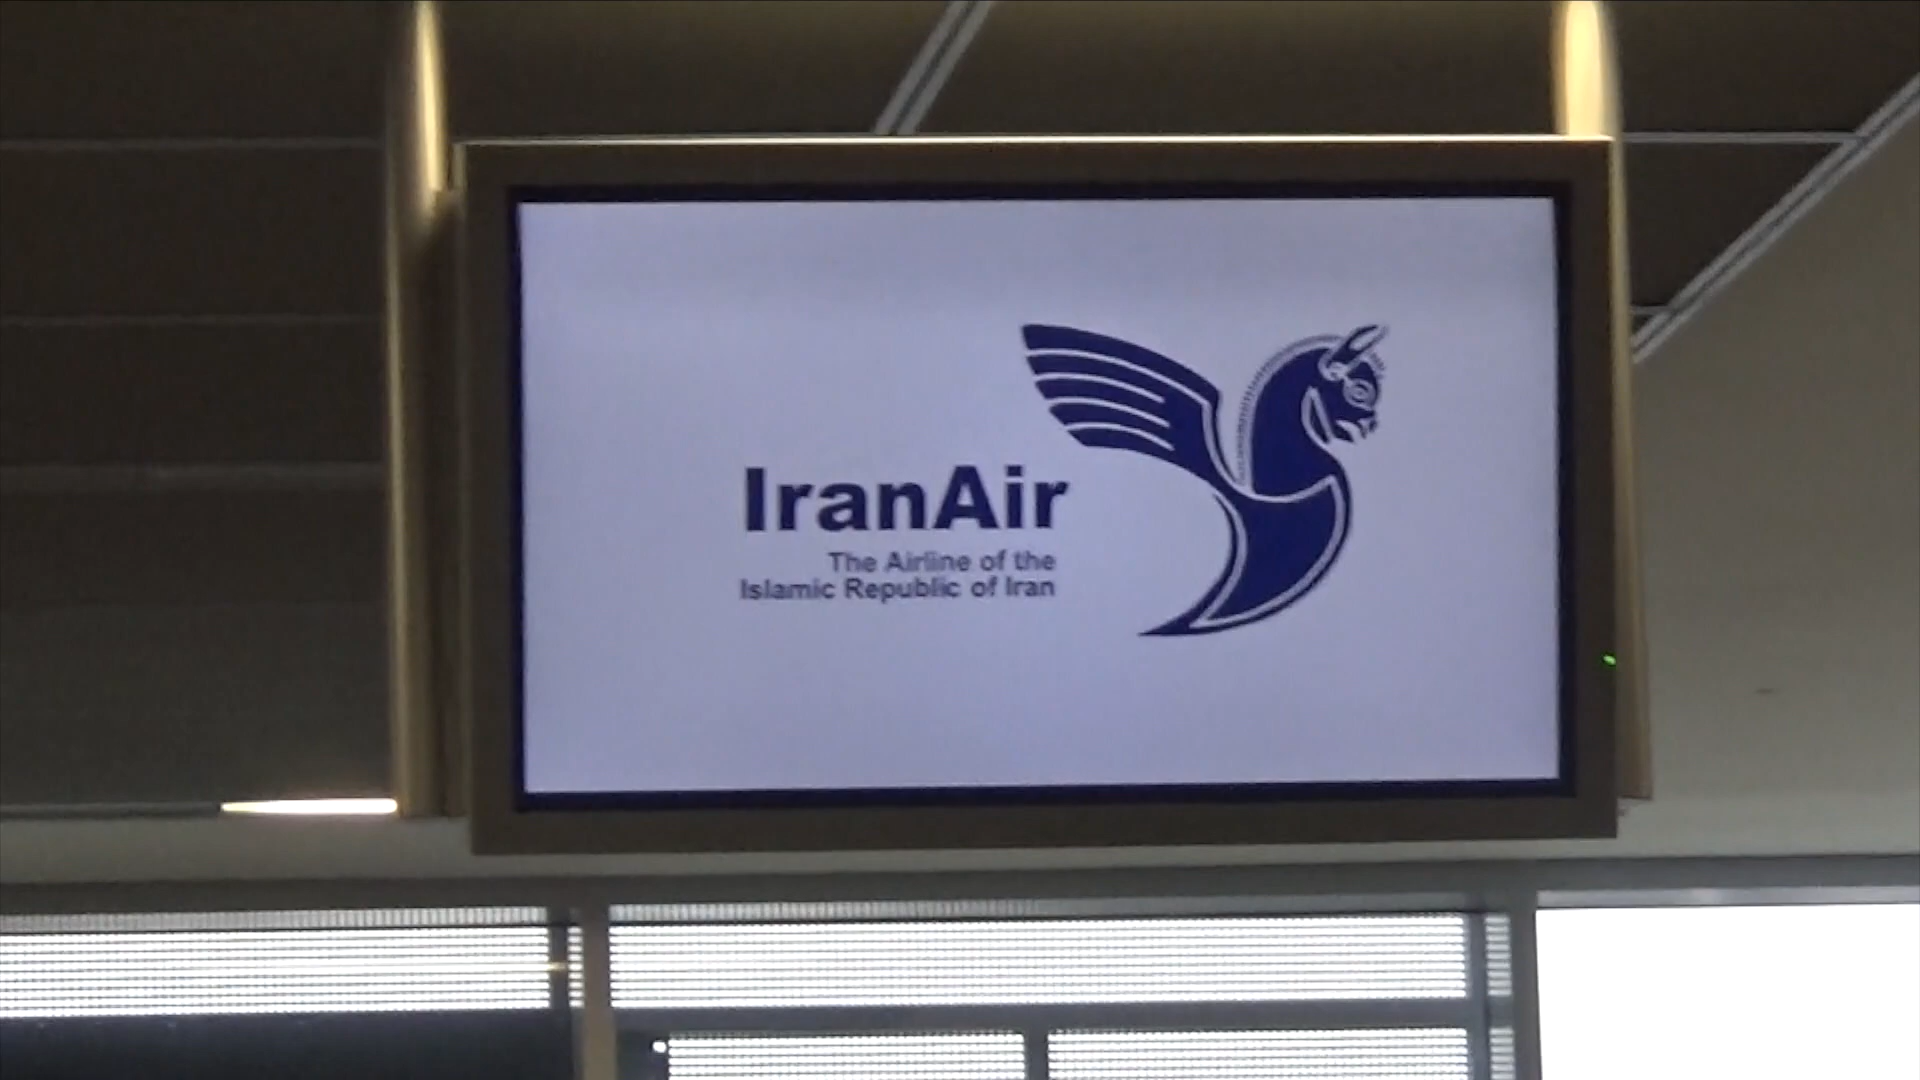 IranAir
The Airline of the
Islamic Republic of Iran